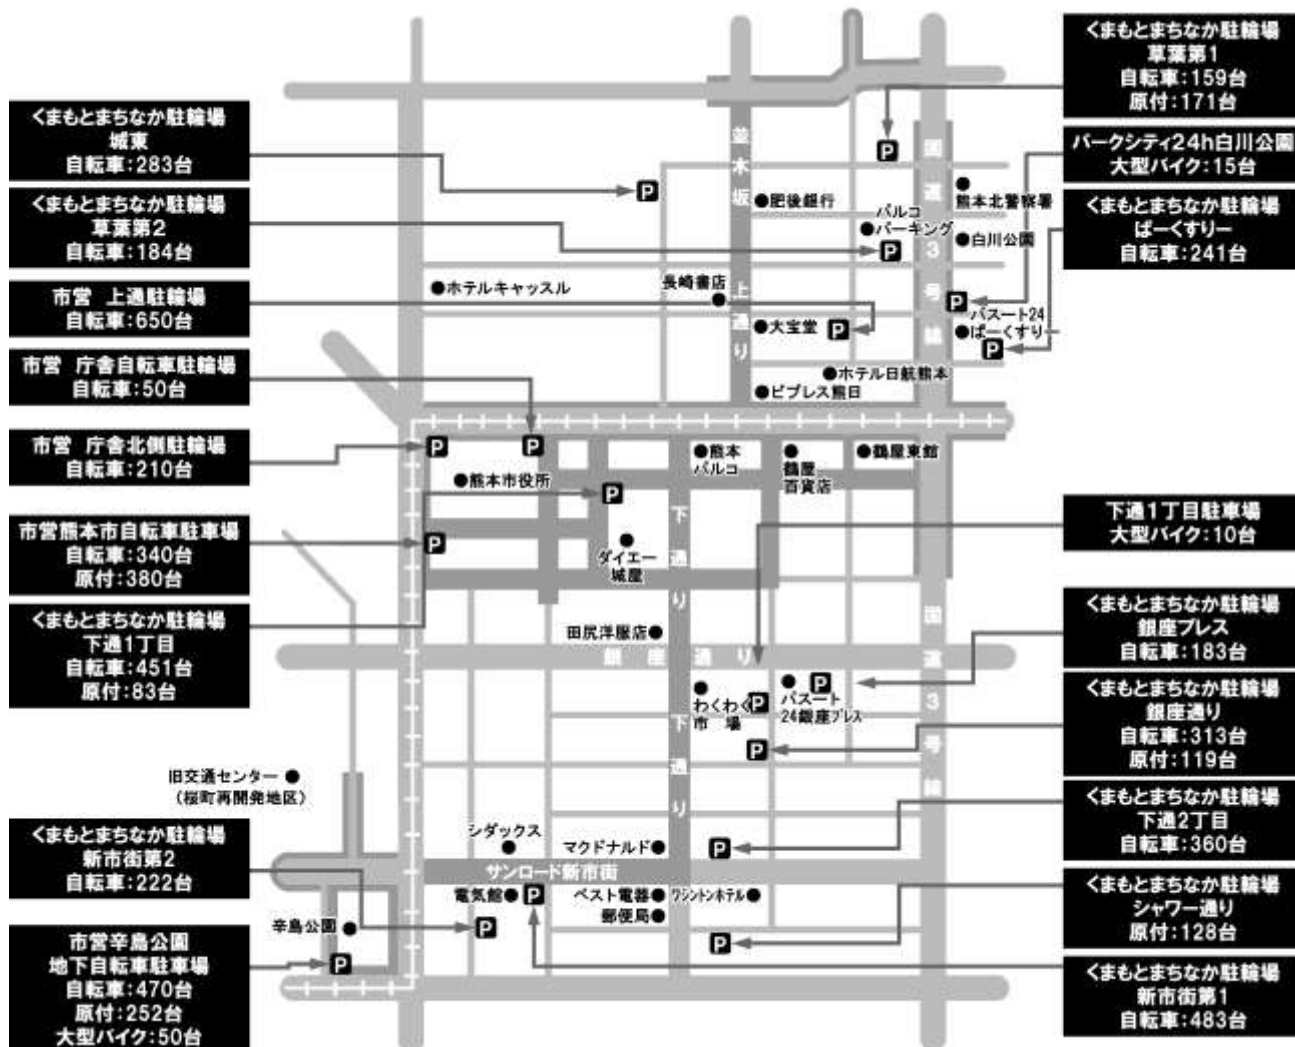 くまもとまちなか駐輪場
城東
自転車:283台
くまもとまちなか駐輪場
草葉第2
自転車:184台
市営 上通駐輪場
自転車:650台
市営 庁舎自転車駐輪場
自転車:50台
市営 庁舎北側駐輪場
自転車:210台
市営熊本市自転車駐車場
自転車:340台
原付:380台
くまもとまちなか駐輪場
下通1丁目
自転車:451台
原付:83台
くまもとまちなか駐輪場
新市街第2
自転車:222台
市営辛島公園
地下自転車駐車場
自転車:470台
原付:252台
大型バイク:50台
並木坂
上通り
国道3号線
P
P
肥後銀行
熊本北警察署
パルコ
パーキング
P
白川公園
ホテルキャッスル
長崎書店
P
大宝堂
P
パスート24
ぱーくすりー
P
ホテル日航熊本
ビプレス熊日
P
P
熊本
パルコ
鶴屋
百貨店
鶴屋東館
熊本市役所
P
下通り
P
ダイエー
城屋
田尻洋服店
銀座通り
国道3号線
わくわく
市場
P
パスート
24銀座プレス
P
下通り
P
旧交通センター
(桜町再開発地区)
シダックス
マクドナルド
P
サンロード新市街
電気館
P
ベスト電器
ワシントンホテル
郵便局
辛島公園
P
P
P
くまもとまちなか駐輪場
草葉第1
自転車:159台
原付:171台
パークシティ24h白川公園
大型バイク:15台
くまもとまちなか駐輪場
ぱーくすりー
自転車:241台
下通1丁目駐車場
大型バイク:10台
くまもとまちなか駐輪場
銀座プレス
自転車:183台
くまもとまちなか駐輪場
銀座通り
自転車:313台
原付:119台
くまもとまちなか駐輪場
下通2丁目
自転車:360台
くまもとまちなか駐輪場
シャワー通り
原付:128台
くまもとまちなか駐輪場
新市街第1
自転車:483台